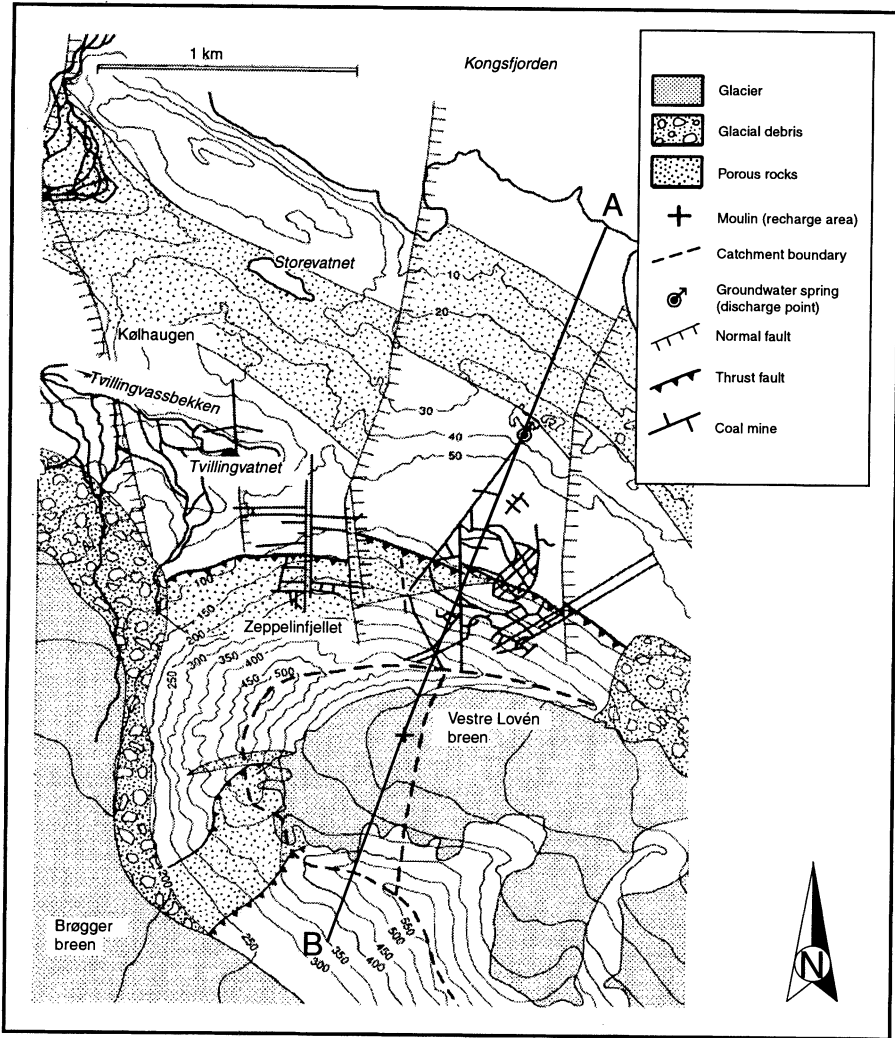 1 km
Kongsfjorden
Glacier
Glacial debris
Porous rocks
A
Moulin (recharge area)
Catchment boundary
Groundwater spring
(discharge point)
Normal fault
Thrust fault
Coal mine
10
Storevatnet
20
Kølhaugen
Tvillingvassbekken
30
40
50
Tvillingvatnet
100
150
200
Zeppelinfjellet
300
350
400
250
450
500
Vestre Lovén
breen
200
Brøgger
breen
250
B
300
350
400
450
500
550
N